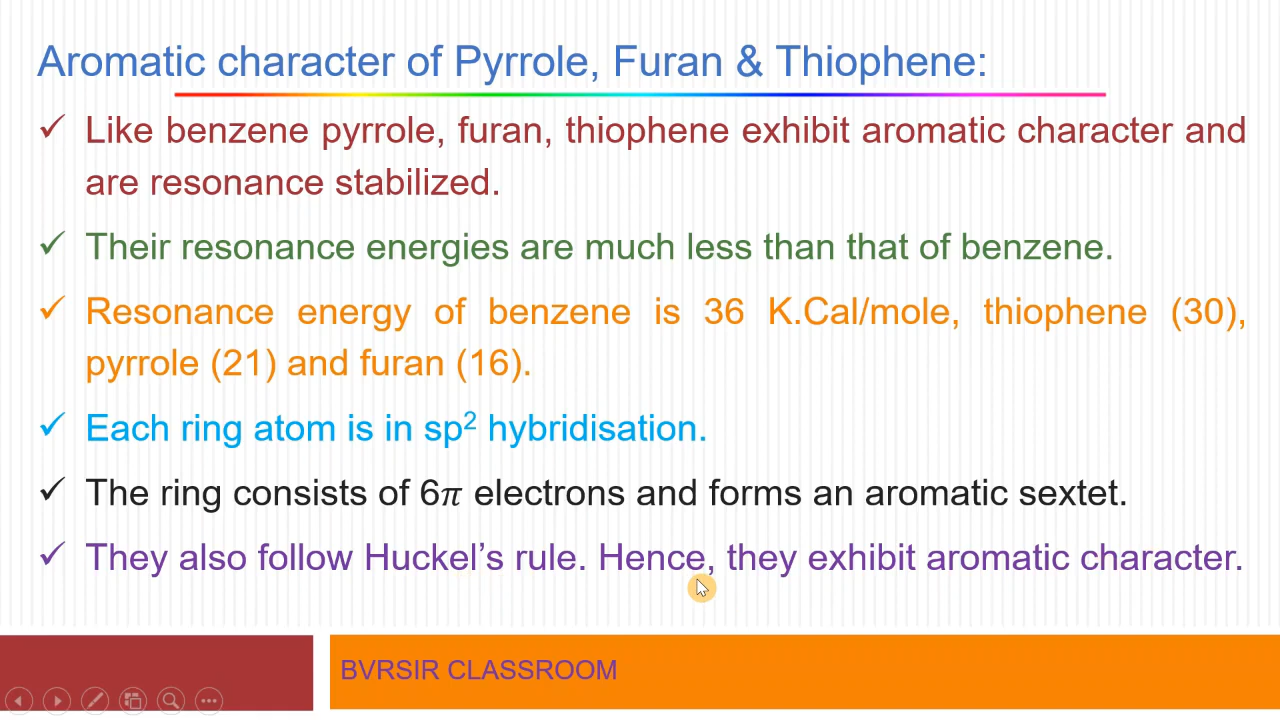 Aromatic character of Pyrrole, Furan & Thiophene:
✓ Like benzene pyrrole, furan, thiophene exhibit aromatic character and
are resonance stabilized.
✓ Their resonance energies are much less than that of benzene.
✓ Resonance energy of benzene is 36 K.Cal/mole, thiophene (30),
pyrrole (21) and furan (16).
✓ Each ring atom is in sp² hybridisation.
✓ The ring consists of 6𝜋 electrons and forms an aromatic sextet.
✓ They also follow Huckel’s rule. Hence, they exhibit aromatic character.
BVRSIR CLASSROOM